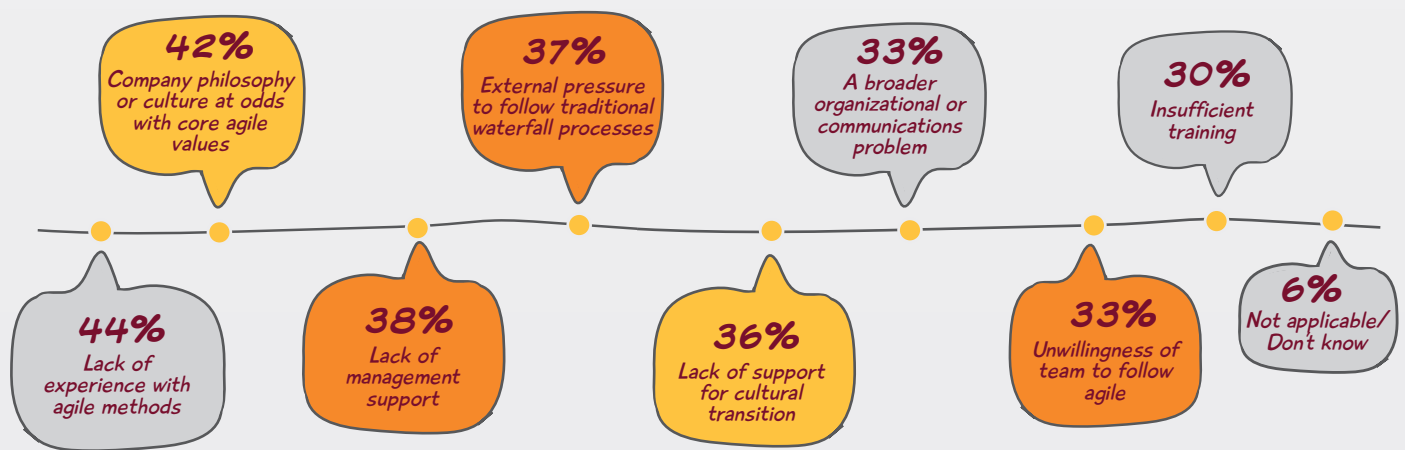 42%
Company philosophy
or culture at odds
with core agile
values
37%
External pressure
to follow traditional
waterfall processes
33%
A broader
organizational or
communications
problem
30%
Insufficient
training
44%
Lack of
experience with
agile methods
38%
Lack of
management
support
36%
Lack of support
for cultural
transition
33%
Unwillingness of
team to follow
agile
6%
Not applicable/
Don't know